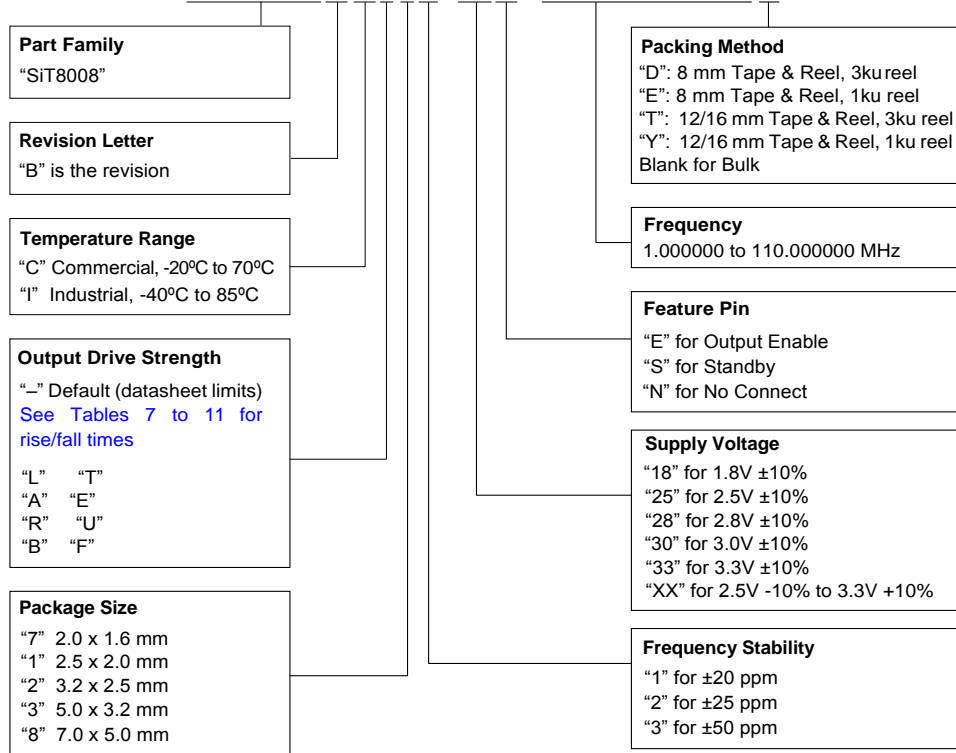 Part Family
“SiT8008”
Revision Letter
“B” is the revision
Temperature Range
“C” Commercial, -20ºC to 70ºC
“I” Industrial, -40ºC to 85ºC
Output Drive Strength
“–” Default (datasheet limits)
See Tables 7 to 11 for
rise/fall times
“L” “T”
“A” “E”
“R” “U”
“B” “F”
Package Size
“7” 2.0 x 1.6 mm
“1” 2.5 x 2.0 mm
“2” 3.2 x 2.5 mm
“3” 5.0 x 3.2 mm
“8” 7.0 x 5.0 mm
Packing Method
“D”: 8 mm Tape & Reel, 3ku reel
“E”: 8 mm Tape & Reel, 1ku reel
“T”: 12/16 mm Tape & Reel, 3ku reel
“Y”: 12/16 mm Tape & Reel, 1ku reel
Blank for Bulk
Frequency
1.000000 to 110.000000 MHz
Feature Pin
“E” for Output Enable
“S” for Standby
“N” for No Connect
Supply Voltage
“18” for 1.8V ±10%
“25” for 2.5V ±10%
“28” for 2.8V ±10%
“30” for 3.0V ±10%
“33” for 3.3V ±10%
“XX” for 2.5V -10% to 3.3V +10%
Frequency Stability
“1” for ±20 ppm
“2” for ±25 ppm
“3” for ±50 ppm